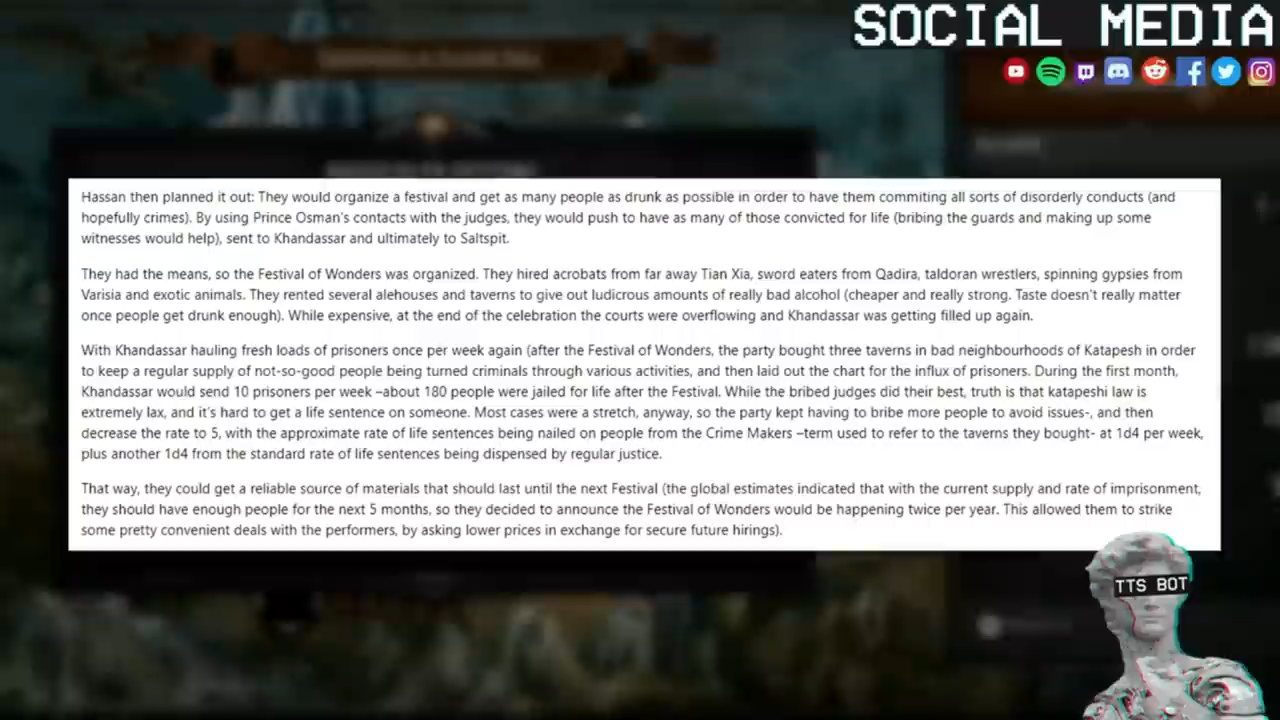 SOCIAL MEDIA
Hassan then planned it out: They would organize a festival and get as many people as drunk as possible in order to have them commiting all sorts of disorderly conducts (and
hopefully crimes). By using Prince Osman's contacts with the judges, they would push to have as many of those convicted for life (bribing the guards and making up some
witnesses would help), sent to Khandassar and ultimately to Saltspit.
They had the means, so the Festival of Wonders was organized. They hired acrobats from far away Tian Xia, sword eaters from Qadira, taldoran wrestlers, spinning gypsies from
Varisia and exotic animals. They rented several alehouses and taverns to give out ludicrous amounts of really bad alcohol (cheaper and really strong. Taste doesn't really matter
once people get drunk enough). While expensive, at the end of the celebration the courts were overflowing and Khandassar was getting filled up again.
With Khandassar hauling fresh loads of prisoners once per week again (after the Festival of Wonders, the party bought three taverns in bad neighbourhoods of Katapesh in order
to keep a regular supply of not-so-good people being turned criminals through various activities, and then laid out the chart for the influx of prisoners. During the first month,
Khandassar would send 10 prisoners per week –about 180 people were jailed for life after the Festival. While the bribed judges did their best, truth is that katapeshi law is
extremely lax, and it's hard to get a life sentence on someone. Most cases were a stretch, anyway, so the party kept having to bribe more people to avoid issues-, and then
decrease the rate to 5, with the approximate rate of life sentences being nailed on people from the Crime Makers –term used to refer to the taverns they bought- at 1d4 per week,
plus another 1d4 from the standard rate of life sentences being dispensed by regular justice.
That way, they could get a reliable source of materials that should last until the next Festival (the global estimates indicated that with the current supply and rate of imprisonment,
they should have enough people for the next 5 months, so they decided to announce the Festival of Wonders would be happening twice per year. This allowed them to strike
some pretty convenient deals with the performers, by asking lower prices in exchange for secure future hirings).
TTS BOT